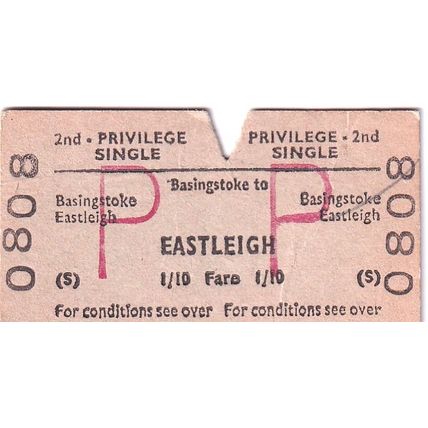 2nd · PRIVILEGE PRIVILEGE · 2nd
SINGLE SINGLE
Basingstoke to
Basingstoke Basingstoke
Eastleigh Eastleigh
EASTLEIGH
(S) 1/10 Fare 1/10 (S)
For conditions see over For conditions see over
P P
0808
0808